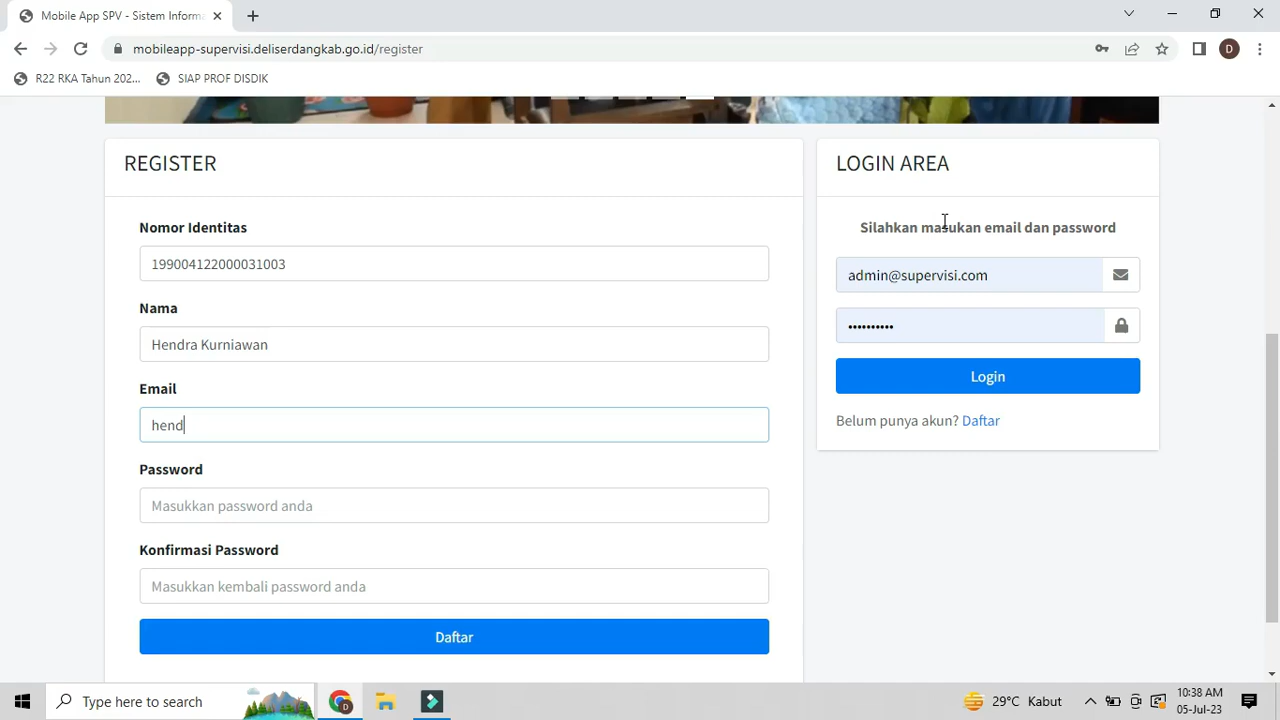 Mobile App SPV - Sistem Informa
mobileapp-supervisi.deliserdangkab.go.id/register
D
R22 RKA Tahun 202...
SIAP PROF DISDIK
REGISTER
Nomor Identitas
199004122000031003
Nama
Hendra Kurniawan
Email
hend
Password
Masukkan password anda
Konfirmasi Password
Masukkan kembali password anda
Daftar
LOGIN AREA
Silahkan masukan email dan password
admin@supervisi.com
••••••••••
Login
Belum punya akun? Daftar
Type here to search
D
29°C Kabut
10:38 AM
05-Jul-23